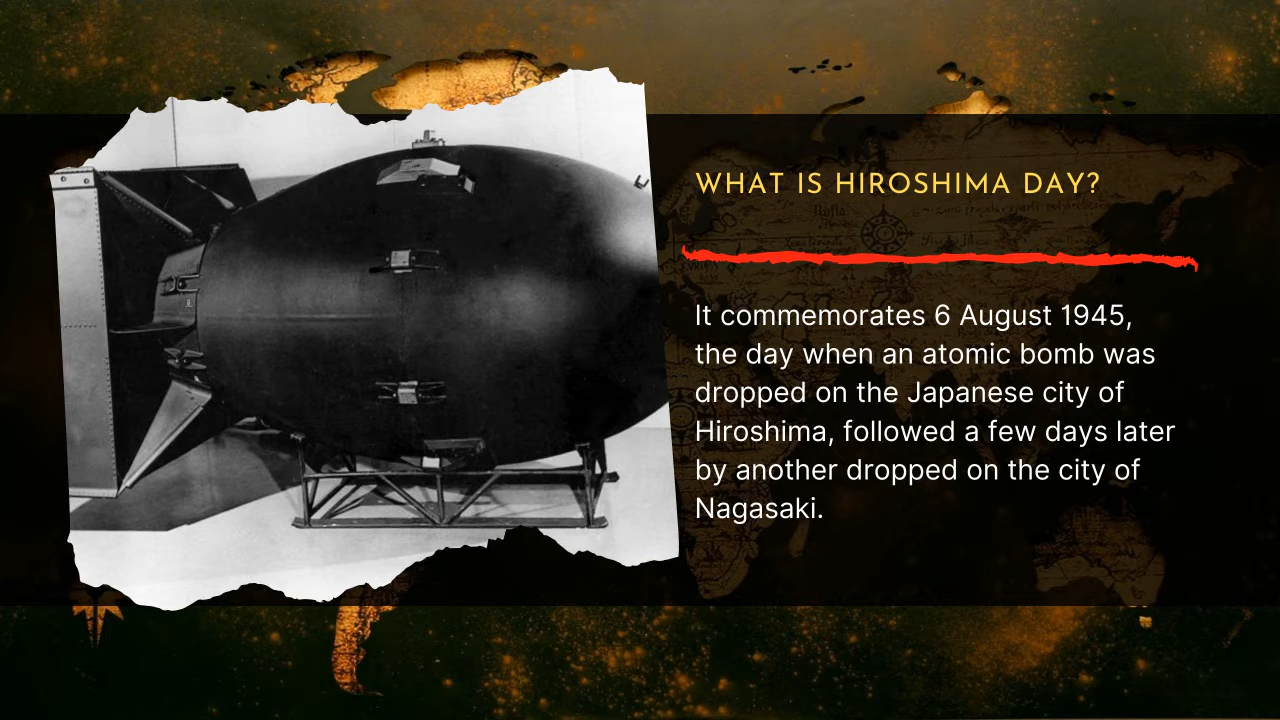 WHAT IS HIROSHIMA DAY?
It commemorates 6 August 1945,
the day when an atomic bomb was
dropped on the Japanese city of
Hiroshima, followed a few days later
by another dropped on the city of
Nagasaki.